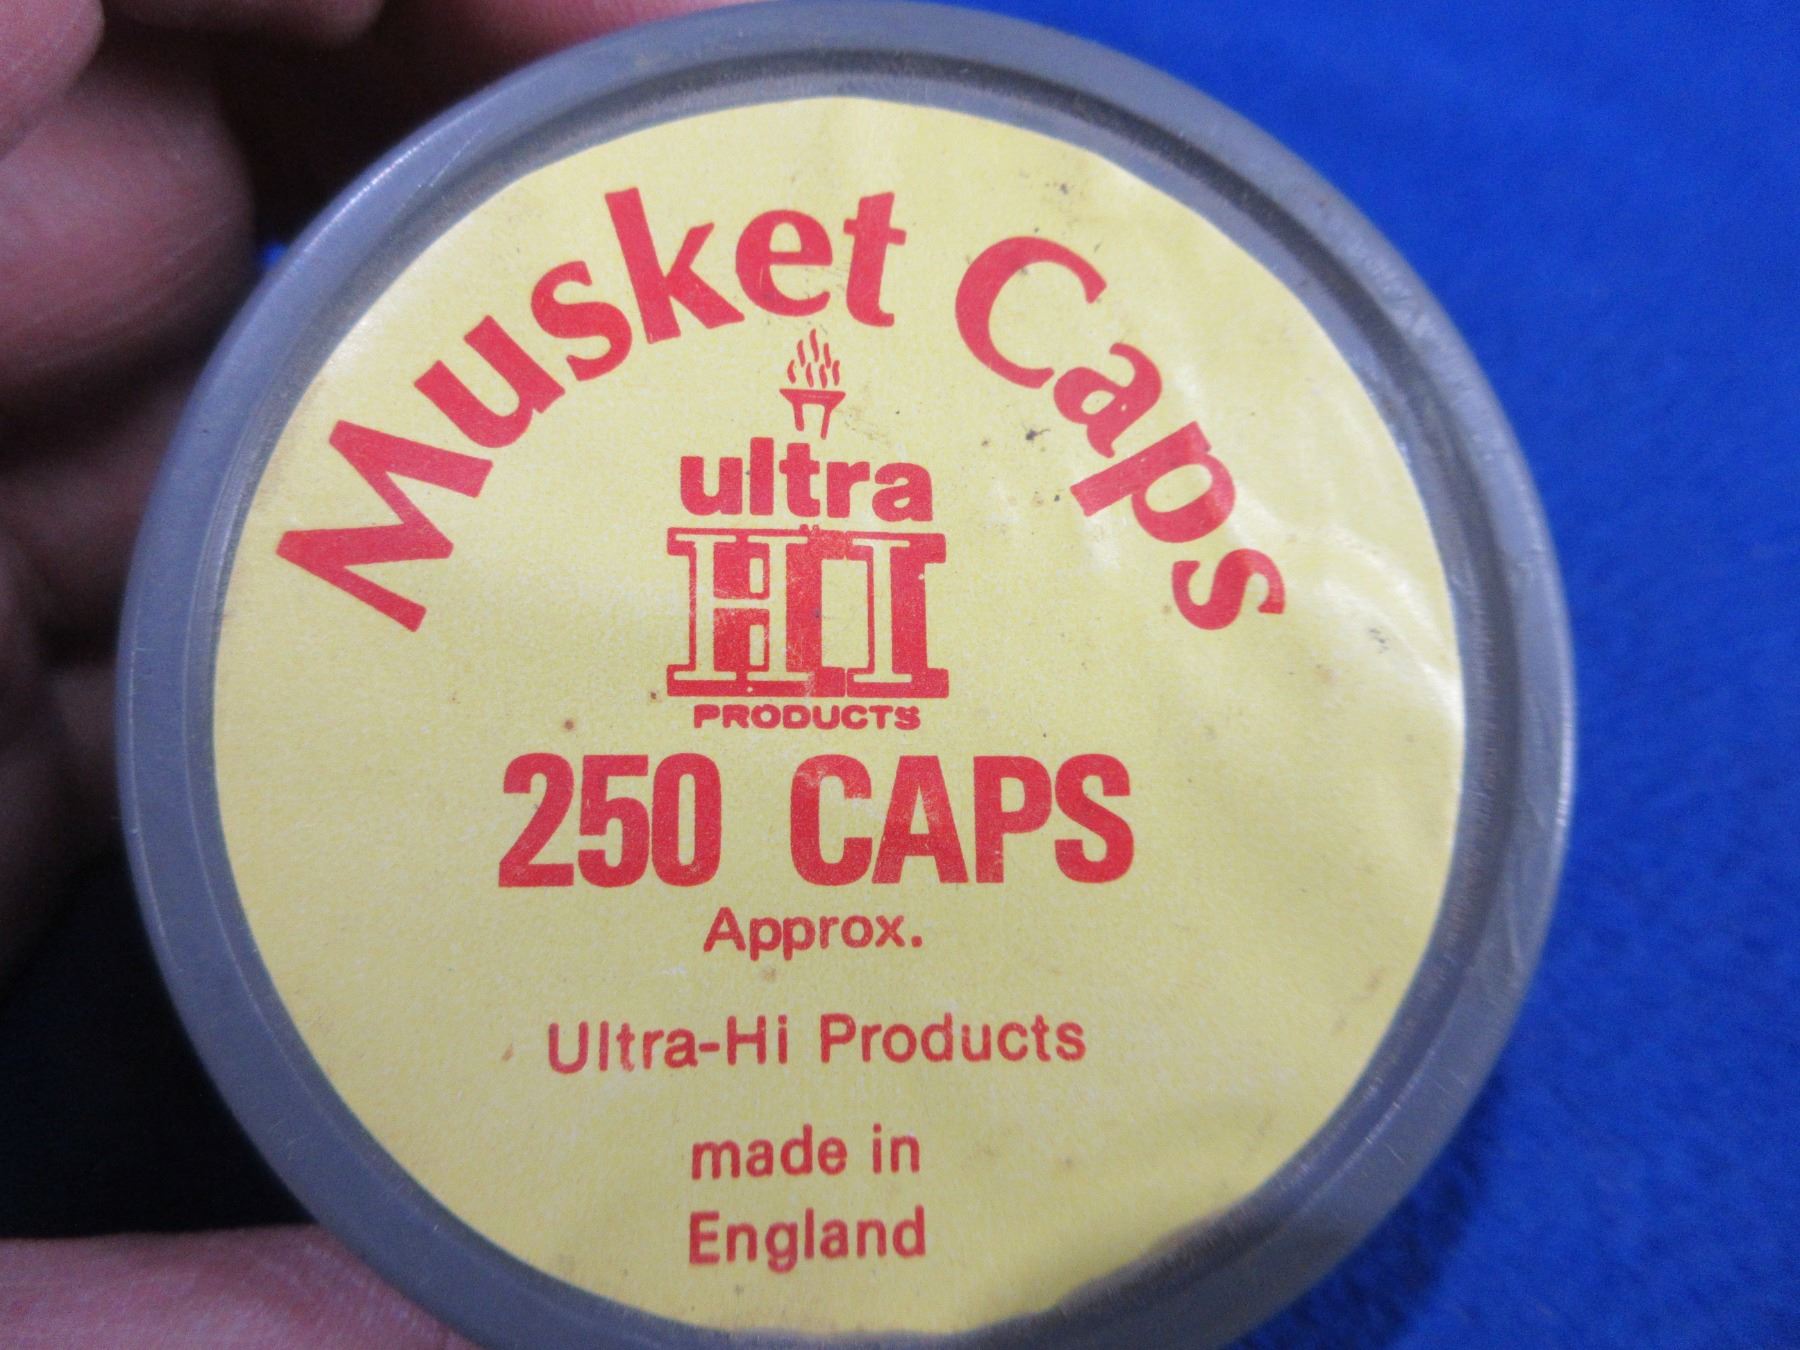 Musket Caps
ultra
HI
PRODUCTS
250 CAPS
Approx.
Ultra-Hi Products
made in
England